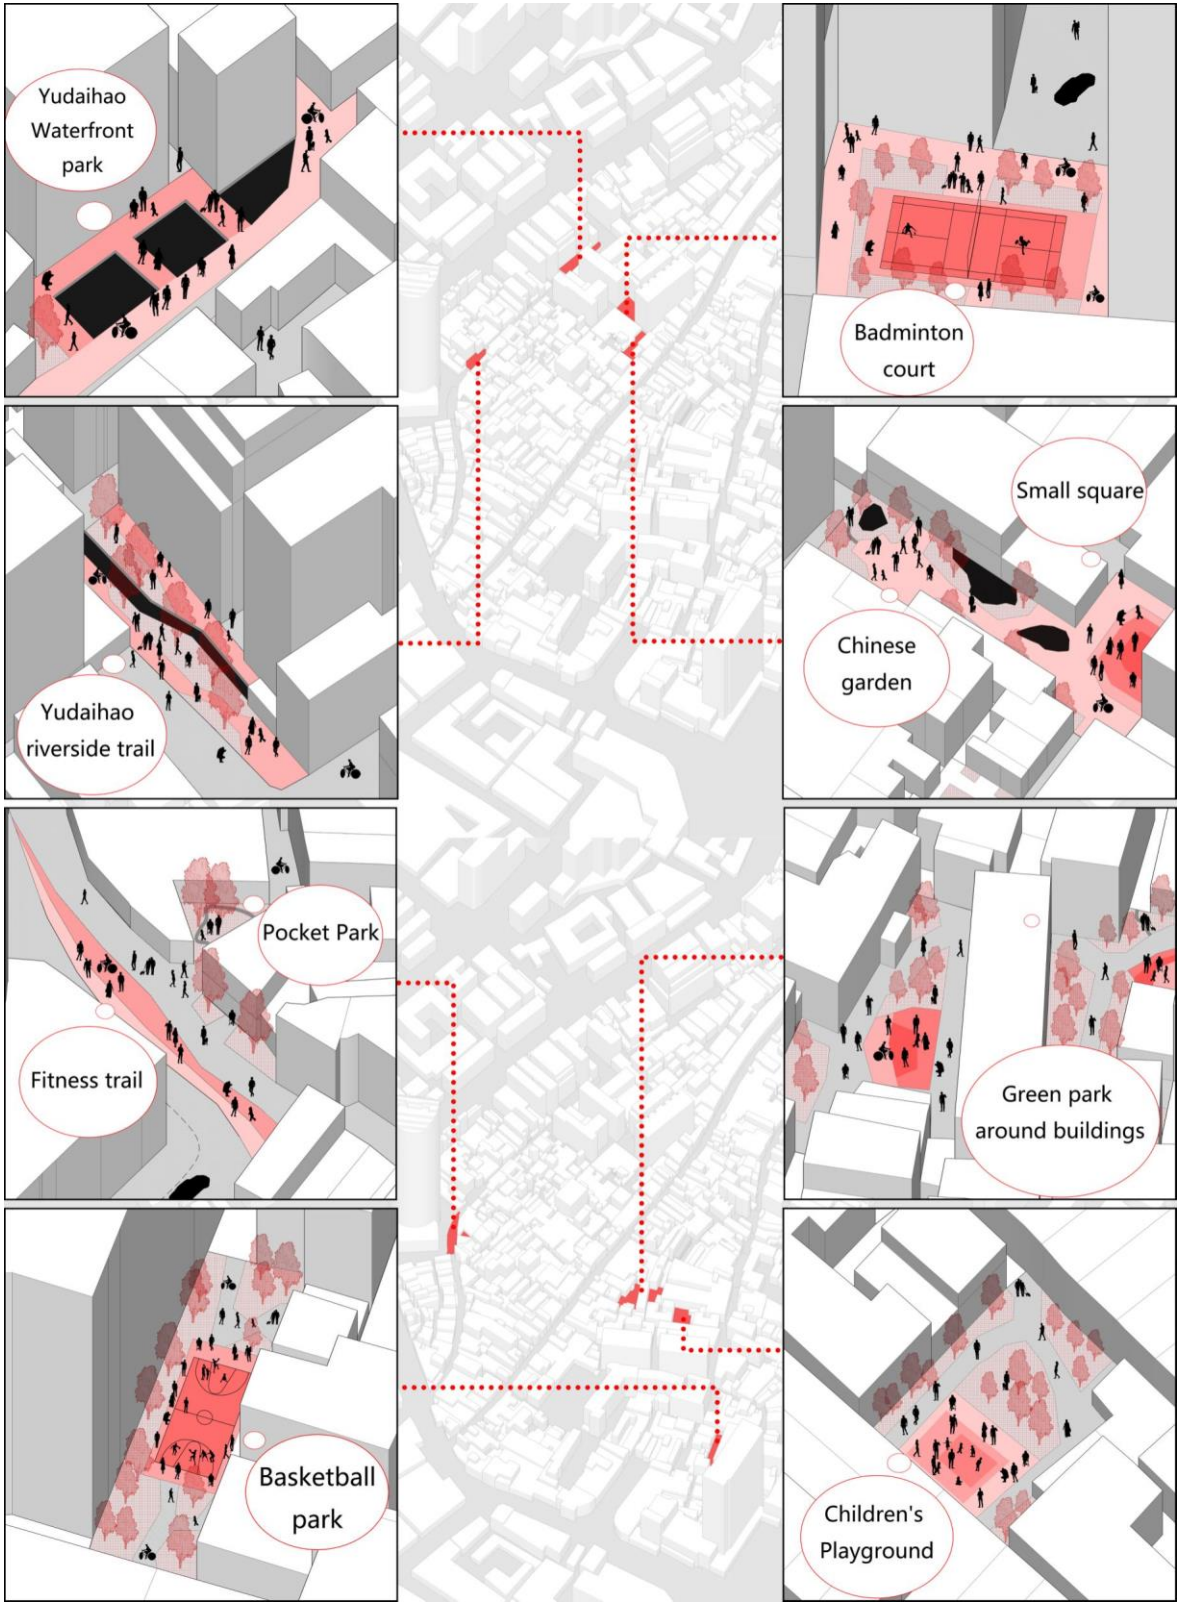 Yudaihao
Waterfront
park
Badminton
court
Yudaihao
riverside trail
Small square
Chinese
garden
Pocket Park
Fitness trail
Green park
around buildings
Basketball
park
Children's
Playground